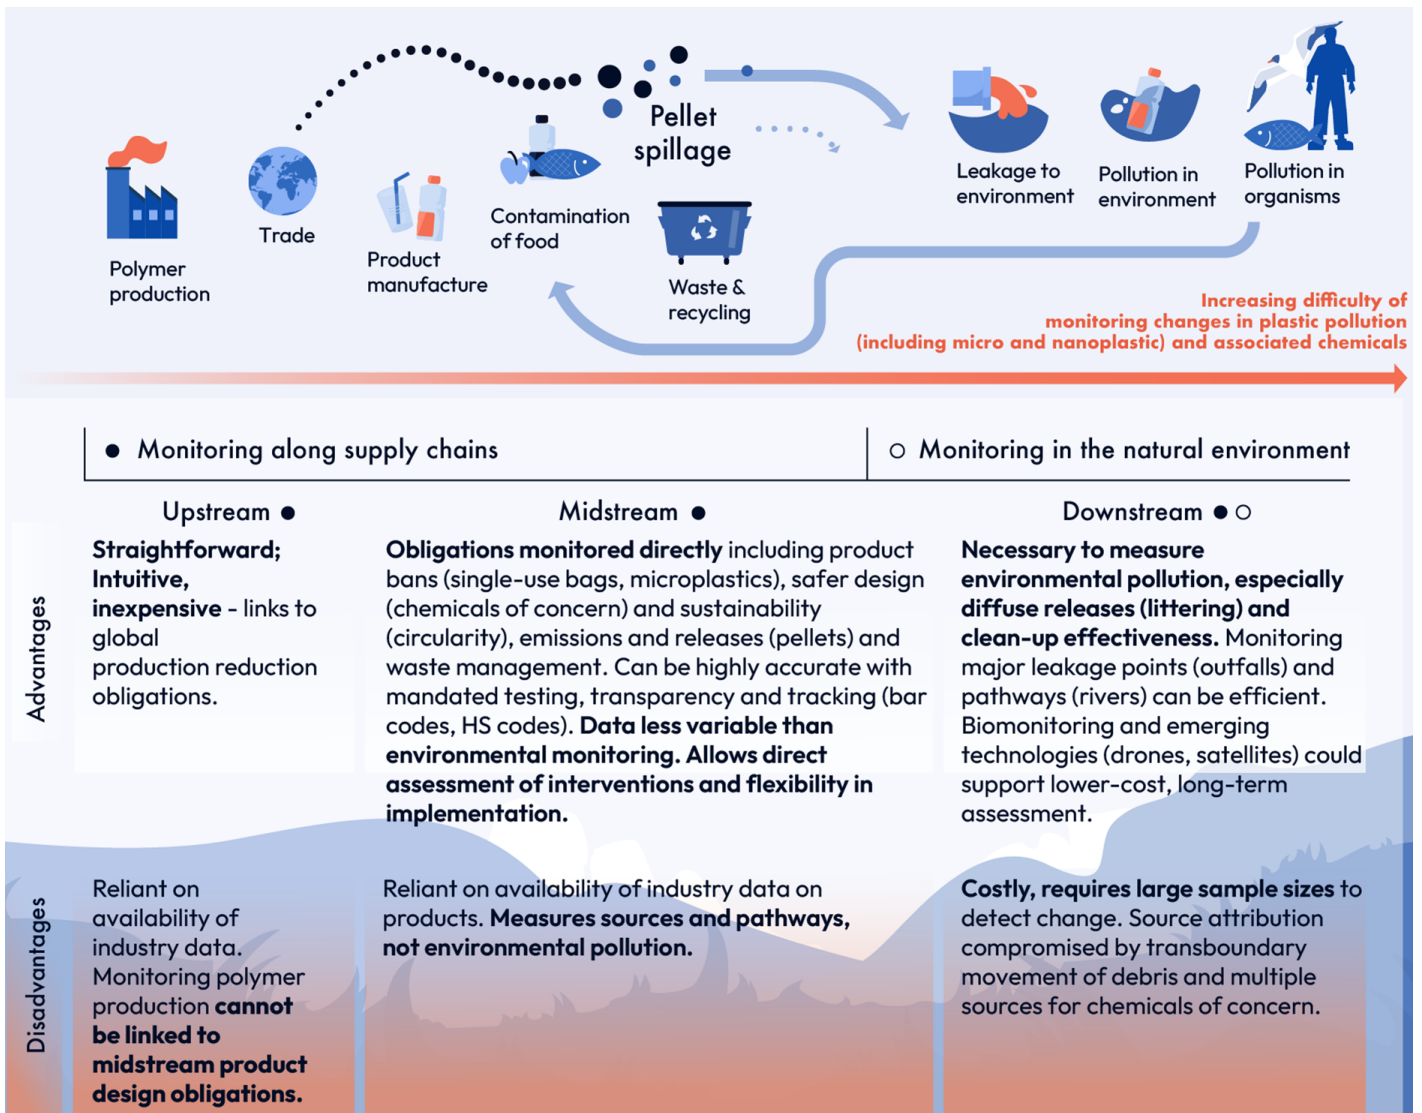 Pellet
spillage
Polymer
production
Trade
Product
manufacture
Contamination
of food
Waste &
recycling
Leakage to
environment
Pollution in
environment
Pollution in
organisms
Increasing difficulty of
monitoring changes in plastic pollution
(including micro and nanoplastic) and associated chemicals
Monitoring along supply chains
Monitoring in the natural environment
Upstream
Midstream
Downstream
Advantages
Straightforward;
Intuitive,
inexpensive - links to
global
production reduction
obligations.
Obligations monitored directly including product
bans (single-use bags, microplastics), safer design
(chemicals of concern) and sustainability
(circularity), emissions and releases (pellets) and
waste management. Can be highly accurate with
mandated testing, transparency and tracking (bar
codes, HS codes). Data less variable than
environmental monitoring. Allows direct
assessment of interventions and flexibility in
implementation.
Necessary to measure
environmental pollution, especially
diffuse releases (littering) and
clean-up effectiveness. Monitoring
major leakage points (outfalls) and
pathways (rivers) can be efficient.
Biomonitoring and emerging
technologies (drones, satellites) could
support lower-cost, long-term
assessment.
Disadvantages
Reliant on
availability of
industry data.
Monitoring polymer
production cannot
be linked to
midstream product
design obligations.
Reliant on availability of industry data on
products. Measures sources and pathways,
not environmental pollution.
Costly, requires large sample sizes to
detect change. Source attribution
compromised by transboundary
movement of debris and multiple
sources for chemicals of concern.